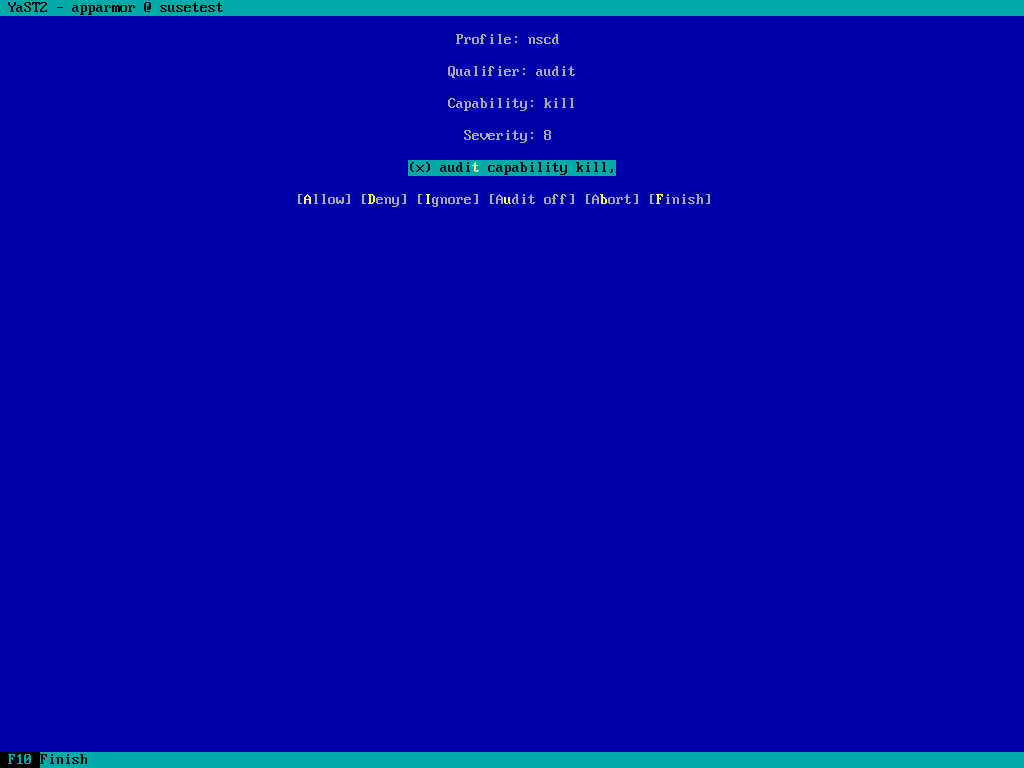 YaST2 - apparmor @ susetest
Profile: nscd
Qualifier: audit
Capability: kill
Severity: 8
(x) audit capability kill,
[Allow] [Deny] [Ignore] [Audit off] [Abort] [Finish]
F10 Finish